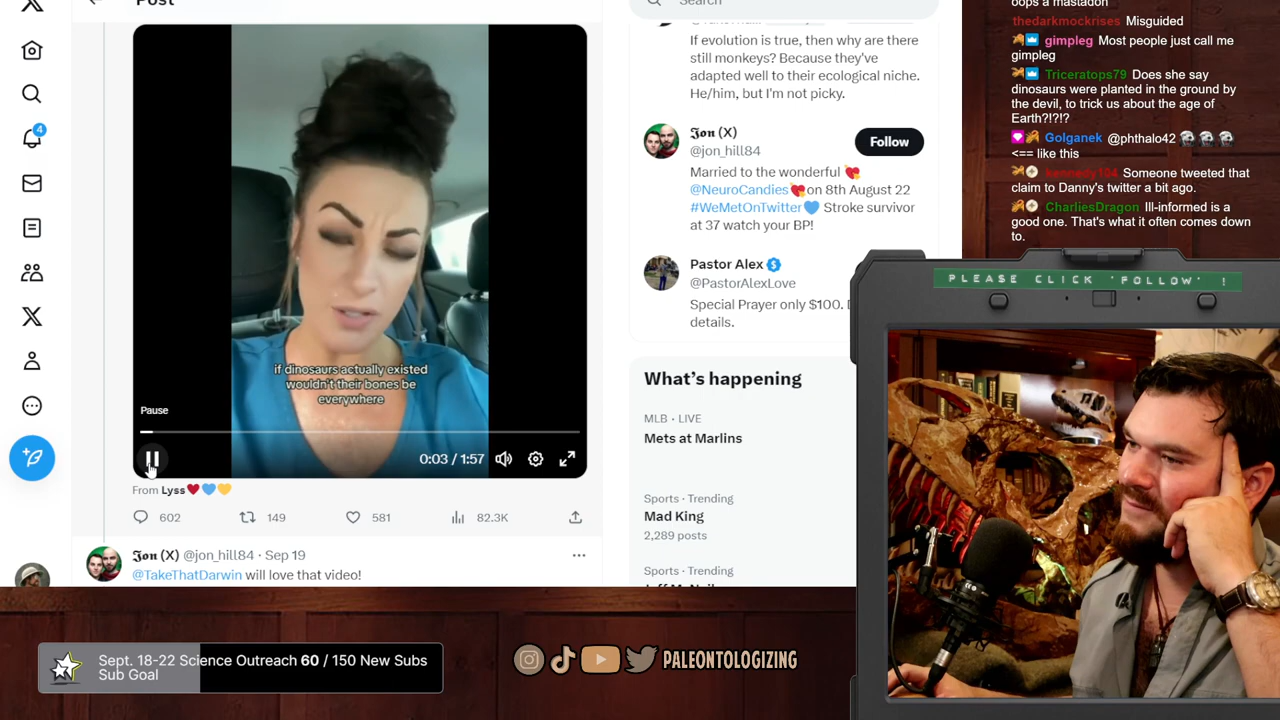 Post
if dinosaurs actually existed
wouldn't their bones be
everywhere
Pause
0:03 / 1:57
From Lyss
602
149
581
82.3K
𝕵𝖔𝖓 (X) @jon_hill84 · Sep 19
@TakeThatDarwin will love that video!
4
Search
If evolution is true, then why are there
still monkeys? Because they've
adapted well to their ecological niche.
He/him, but I'm not picky.
𝕵𝖔𝖓 (X)
@jon_hill84
Follow
Married to the wonderful
@NeuroCandies on 8th August 22
#WeMetOnTwitter Stroke survivor
at 37 watch your BP!
Pastor Alex
@PastorAlexLove
Special Prayer only $100.
details.
What's happening
MLB · LIVE
Mets at Marlins
Sports · Trending
Mad King
2,289 posts
Sports · Trending
oops a mastadon
thedarkmockrises Misguided
gimpleg Most people just call me
gimpleg
Triceratops79 Does she say
dinosaurs were planted in the ground by
the devil, to trick us about the age of
Earth?!?!?
Golganek @phthalo42
<== like this
kennedy104 Someone tweeted that
claim to Danny's twitter a bit ago.
CharliesDragon Ill-informed is a
good one. That's what it often comes down
to.
PLEASE CLICK 'FOLLOW' !
Sept. 18-22 Science Outreach 60 / 150 New Subs
Sub Goal
PALEONTOLOGIZING